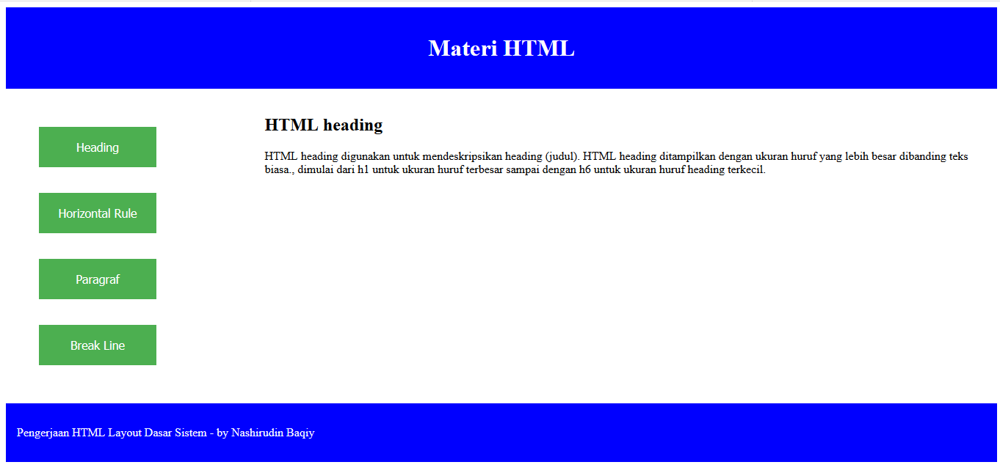 Materi HTML
Heading
Horizontal Rule
Paragraf
Break Line
HTML heading
HTML heading digunakan untuk mendeskripsikan heading (judul). HTML heading ditampilkan dengan ukuran huruf yang lebih besar dibanding teks
biasa., dimulai dari h1 untuk ukuran huruf terbesar sampai dengan h6 untuk ukuran huruf heading terkecil.
Pengerjaan HTML Layout Dasar Sistem - by Nashirudin Baqiy